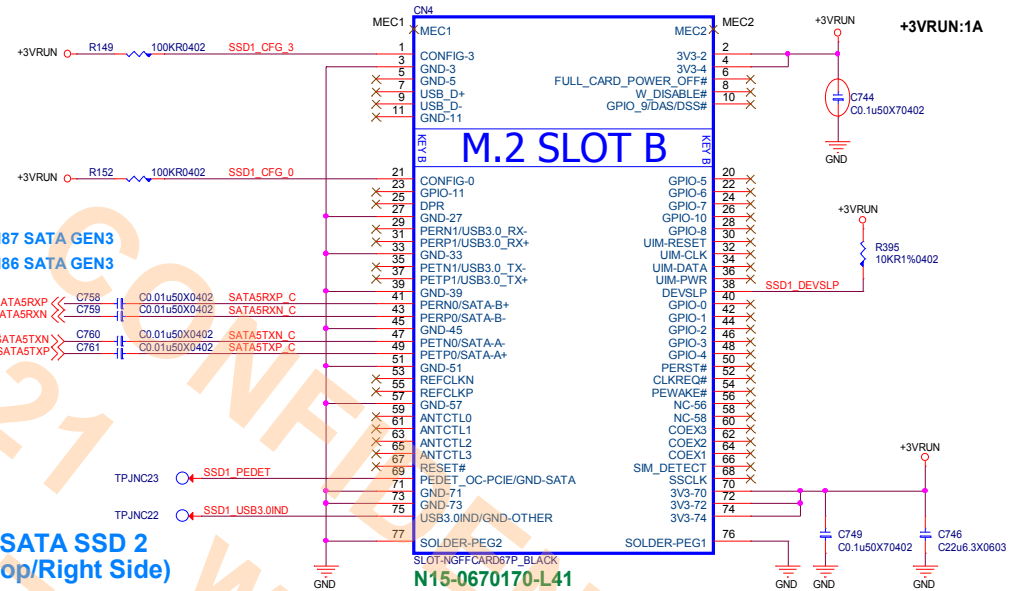 CN4
MEC1 MEC1 MEC2 MEC2
+3VRUN +3VRUN:1A
+3VRUN R149 100KR0402 SSD1_CFG_3
1 CONFIG-3 3V3-2 2
3 GND-3 3V3-4 4
5 GND-5 FULL_CARD_POWER_OFF# 6
7 USB_D+ W_DISABLE# 8
9 USB_D- GPIO_9/DAS/DSS# 10
11 GND-11
C744
C0.1u50X70402
GND
KEY B M.2 SLOT B KEY B
+3VRUN R152 100KR0402 SSD1_CFG_0
21 CONFIG-0 GPIO-5 20
23 GPIO-11 GPIO-6 22
25 DPR GPIO-7 24
27 GND-27 GPIO-10 26
29 PERN1/USB3.0_RX- GPIO-8 28
31 PERP1/USB3.0_RX+ UIM-RESET 30
33 GND-33 UIM-CLK 32
35 PETN1/USB3.0_TX- UIM-DATA 34
37 PETP1/USB3.0_TX+ UIM-PWR 36
39 GND-39 DEVSLP 38
41 PERN0/SATA-B+ GPIO-0 40
43 PERP0/SATA-B- GPIO-1 42
45 GND-45 GPIO-2 44
47 PETN0/SATA-A- GPIO-3 46
49 PETP0/SATA-A+ GPIO-4 48
51 GND-51 PERST# 50
53 REFCLKN CLKREQ# 52
55 REFCLKP PEWAKE# 54
57 GND-57 NC-56 56
59 ANTCTL0 NC-58 58
61 ANTCTL1 COEX3 60
63 ANTCTL2 COEX2 62
65 ANTCTL3 COEX1 64
67 RESET# SIM_DETECT 66
69 PEDET_OC-PCIE/GND-SATA SSCLK 68
71 GND-71 3V3-70 70
73 GND-73 3V3-72 72
75 USB3.0IND/GND-OTHER 3V3-74 74
77 SOLDER-PEG2 SOLDER-PEG1 76
+3VRUN
R395
10KR1%0402
SSD1_DEVSLP
87 SATA GEN3
86 SATA GEN3
SATA5RXP C758 C0.01u50X0402 SATA5RXP_C
SATA5RXN C759 C0.01u50X0402 SATA5RXN_C
SATA5TXN C760 C0.01u50X0402 SATA5TXN_C
SATA5TXP C761 C0.01u50X0402 SATA5TXP_C
TPJNC23 SSD1_PEDET
TPJNC22 SSD1_USB3.0IND
+3VRUN
C749
C0.1u50X70402
C746
C22u6.3X0603
GND GND GND GND
SATA SSD 2
op/Right Side)
SLOT-NGFFCARD67P_BLACK
N15-0670170-L41
CONFIDEN
21